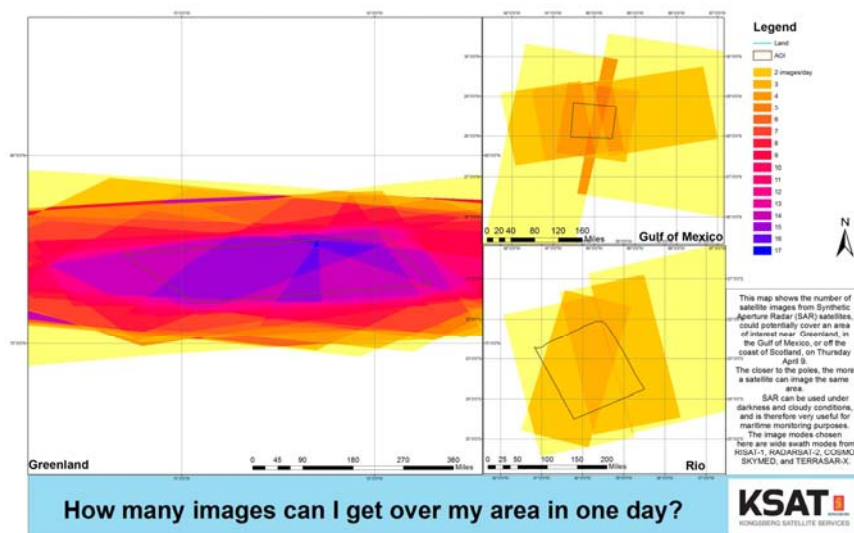 Legend
Land
AOI
2 images/day
3
4
5
6
7
8
9
10
11
12
13
14
15
16
17
N
0 20 40 80 120 160
Miles
Gulf of Mexico
0 45 90 180 270 360
Miles
Greenland
0 25 50 100 150 200
Miles
Rio
This map shows the number of
satellite images from Synthetic
Aperture Radar (SAR) satellites,
could potentially cover an area
of interest near Greenland, in
the Gulf of Mexico, or off the
coast of Scotland, on Thursday
April 9.
The closer to the poles, the more
a satellite can image the same
area.
SAR can be used under
darkness and cloudy conditions,
and is therefore very useful for
maritime monitoring purposes.
The image modes chosen
here are wide swath modes from
RISAT-1, RADARSAT-2, COSMO
SKYMED, and TERRASAR-X.
How many images can I get over my area in one day?
KSAT
KONGSBERG SATELLITE SERVICES